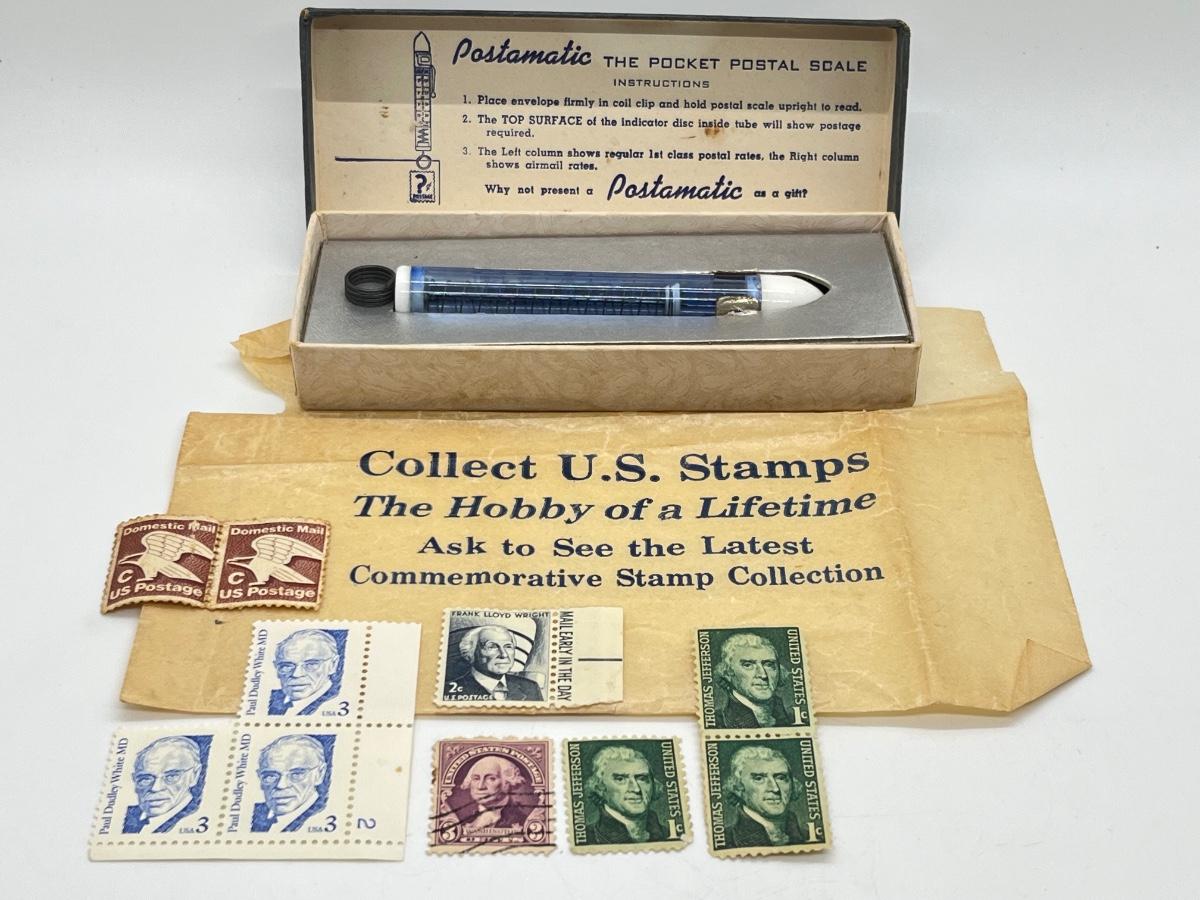 Postamatic THE POCKET POSTAL SCALE
INSTRUCTIONS
1. Place envelope firmly in coil clip and hold postal scale upright to read.
2. The TOP SURFACE of the indicator disc inside tube will show postage
required.
3. The Left column shows regular 1st class postal rates, the Right column
shows airmail rates.
Why not present a Postamatic as a gift?
?¢
POSTAGE
Collect U.S. Stamps
The Hobby of a Lifetime
Ask to See the Latest
Commemorative Stamp Collection
Domestic Mail
C
US Postage
Domestic Mail
C
US Postage
Paul Dudley White MD
USA 3
FRANK LLOYD WRIGHT
2c
U.S. POSTAGE
MAIL EARLY IN THE DAY
THOMAS JEFFERSON
UNITED STATES
1c
Paul Dudley White MD
USA 3
Paul Dudley White MD
USA 3
2
UNITED STATES POSTAGE
3 WASHINGTON 3
THOMAS JEFFERSON
UNITED STATES
1c
THOMAS JEFFERSON
UNITED STATES
1c